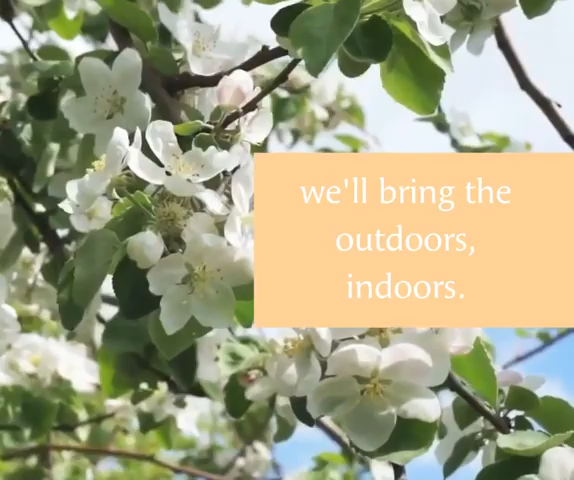 we'll bring the
outdoors,
indoors.